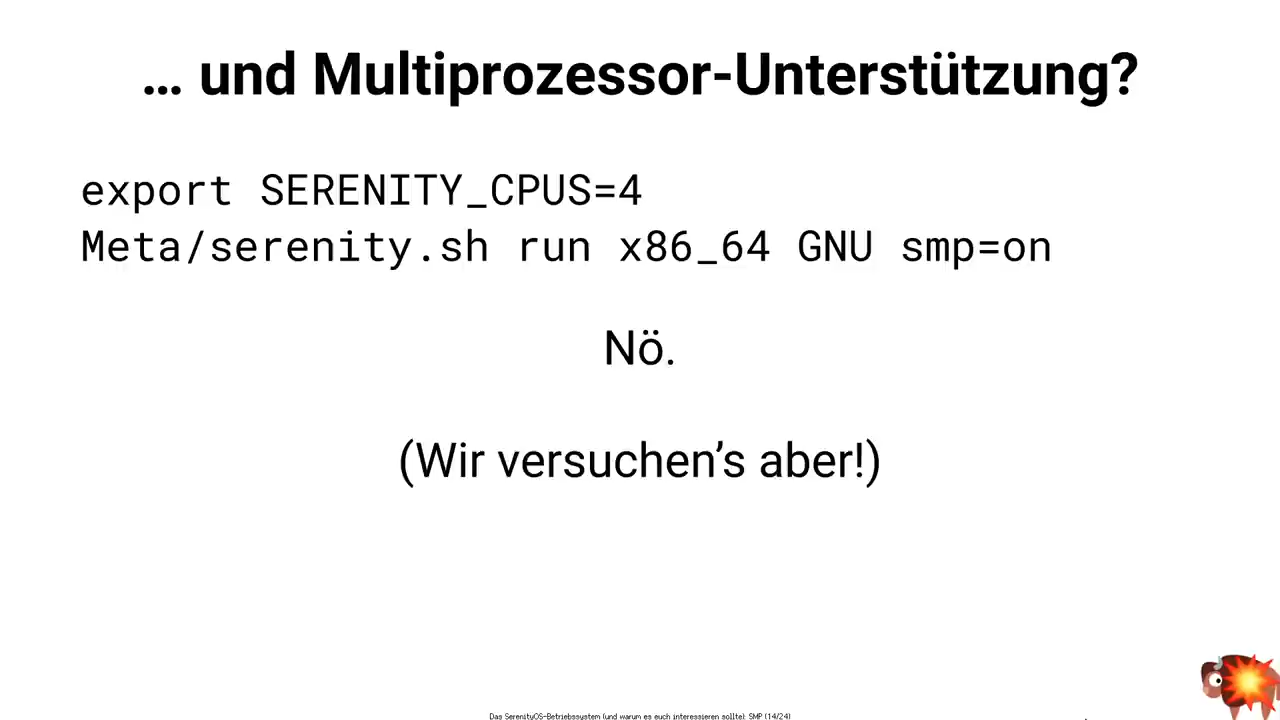 … und Multiprozessor-Unterstützung?
export SERENITY_CPUS=4
Meta/serenity.sh run x86_64 GNU smp=on
Nö.
(Wir versuchen’s aber!)
Das SerenityOS-Betriebssystem (und warum es euch interessieren sollte): SMP (14/24)